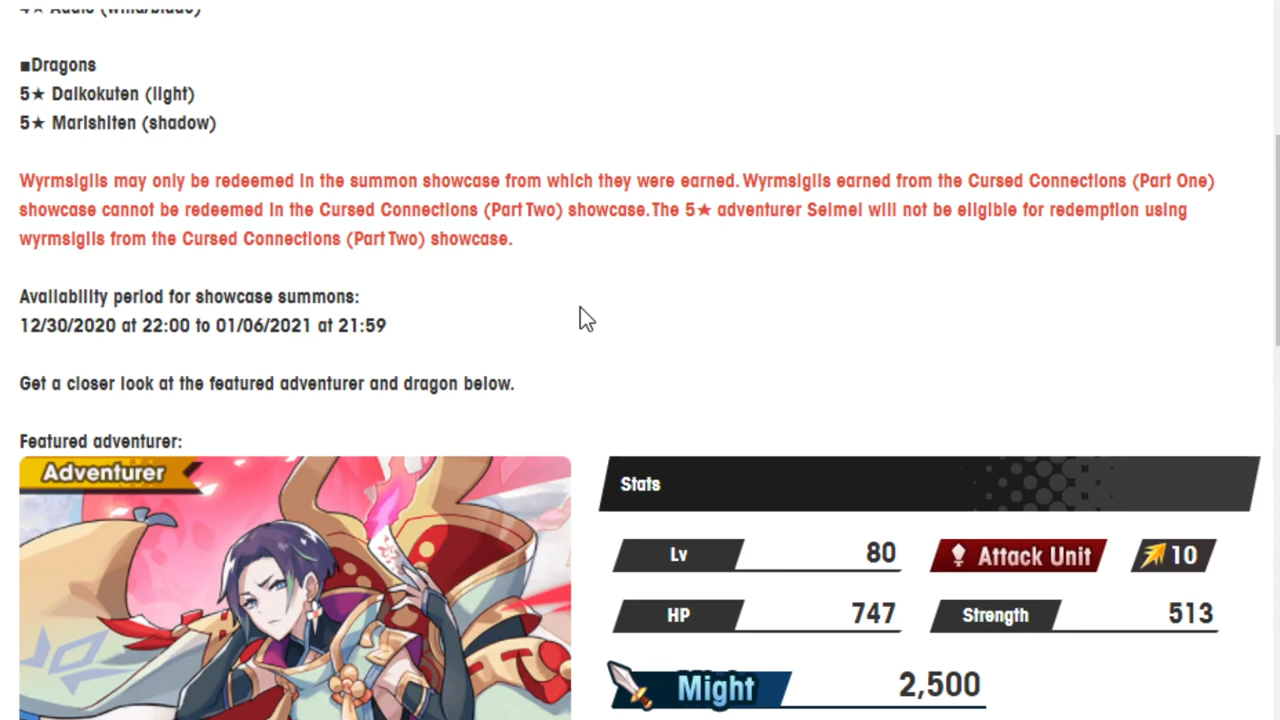 ■Dragons
5★ Daikokuten (light)
5★ Marishiten (shadow)
Wyrmsigils may only be redeemed in the summon showcase from which they were earned. Wyrmsigils earned from the Cursed Connections (Part One)
showcase cannot be redeemed in the Cursed Connections (Part Two) showcase. The 5★ adventurer Seimei will not be eligible for redemption using
wyrmsigils from the Cursed Connections (Part Two) showcase.
Availability period for showcase summons:
12/30/2020 at 22:00 to 01/06/2021 at 21:59
Get a closer look at the featured adventurer and dragon below.
Featured adventurer:
Adventurer
Stats
Lv 80 Attack Unit 10
HP 747 Strength 513
Might 2,500